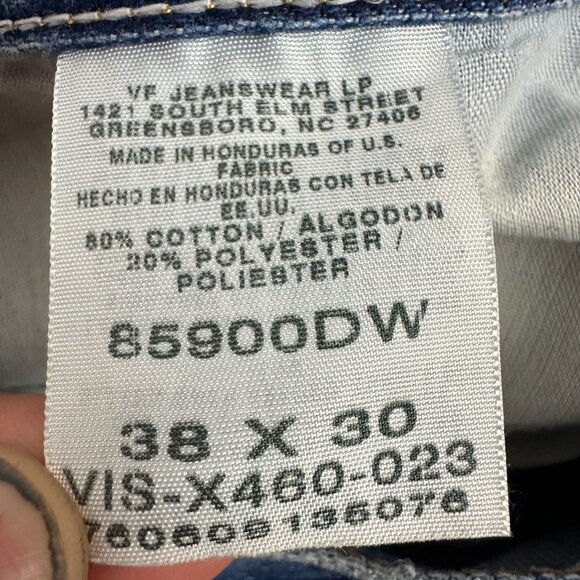 VF JEANSWEAR LP
1421 SOUTH ELM STREET
GREENSBORO, NC 27406
MADE IN HONDURAS OF U.S.
FABRIC
HECHO EN HONDURAS CON TELA DE
EE.UU.
80% COTTON / ALGODON
20% POLYESTER /
POLIESTER
85900DW
38 X 30
VIS-X460-023
760609135076